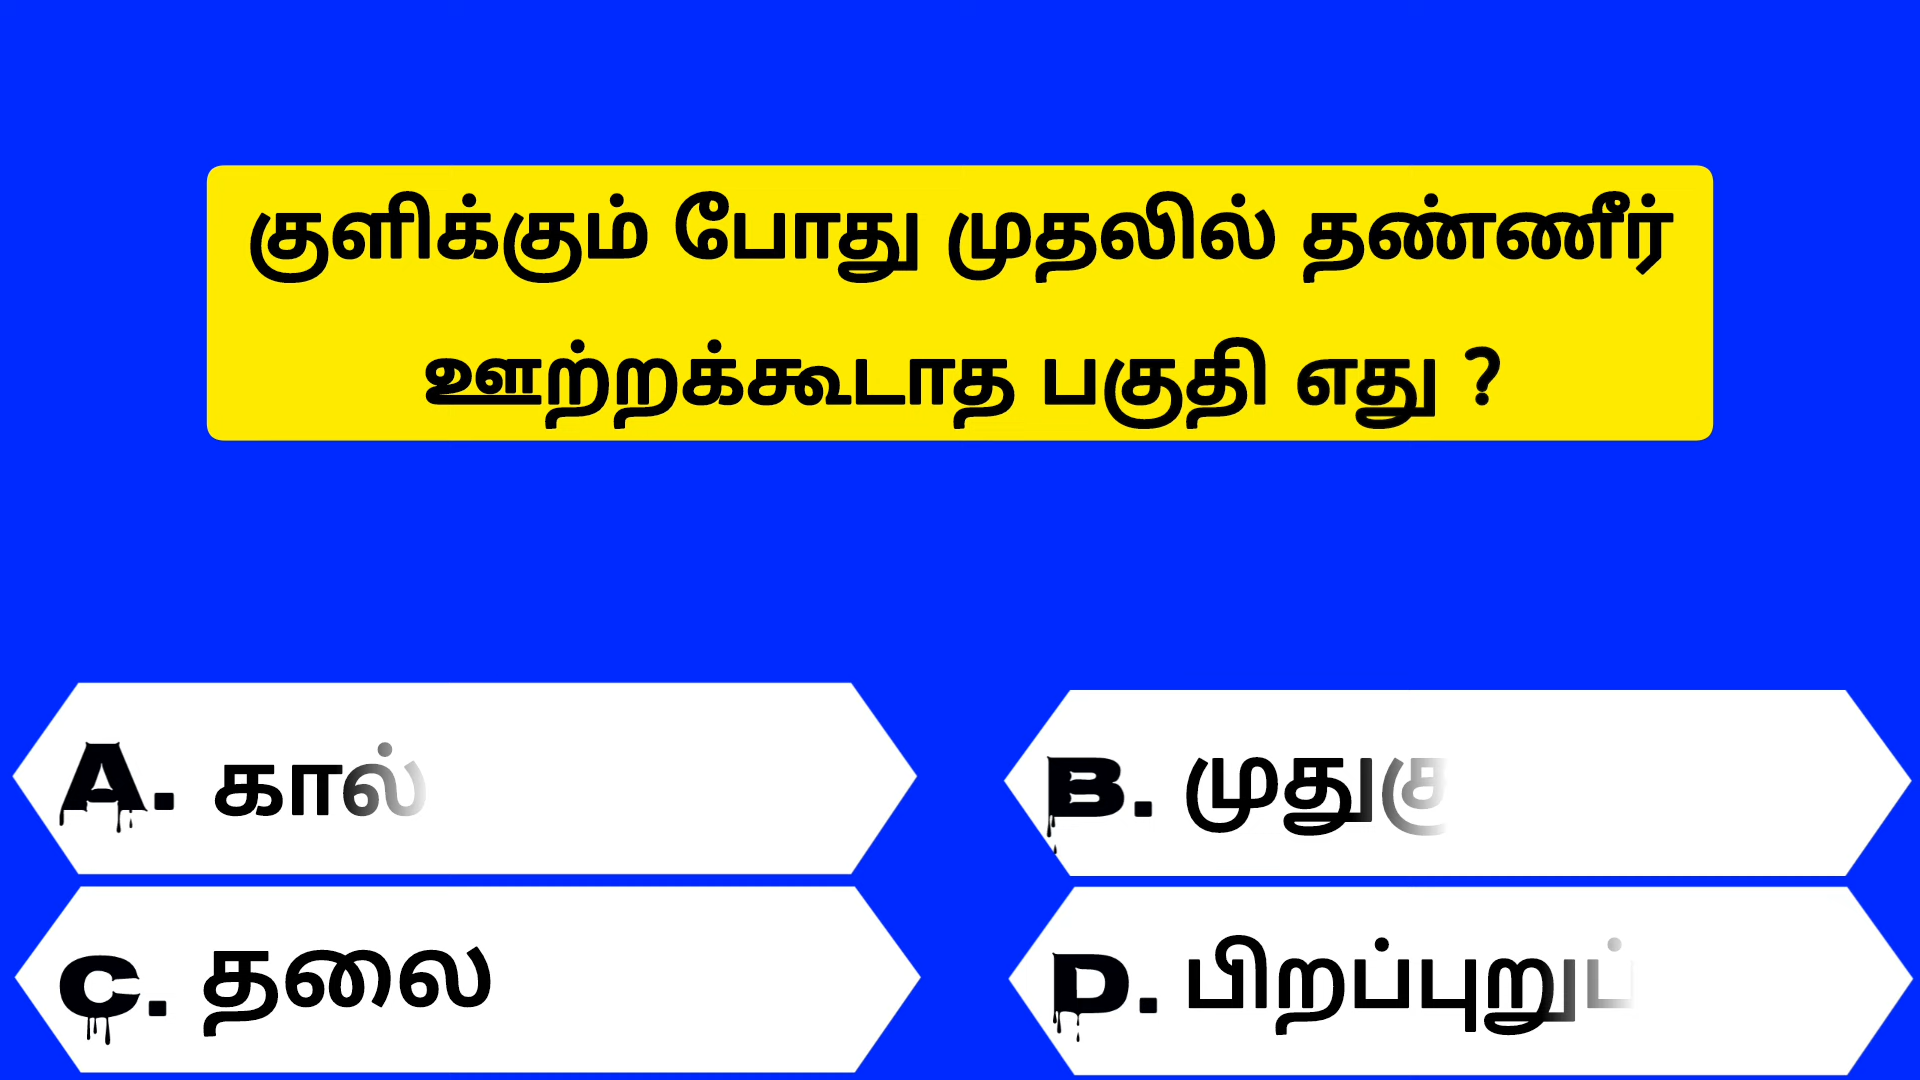 குளிக்கும் போது முதலில் தண்ணீர்
ஊற்றக்கூடாத பகுதி எது ?
A. கால்
B. முதுகு
C. தலை
D. பிறப்புறுப்